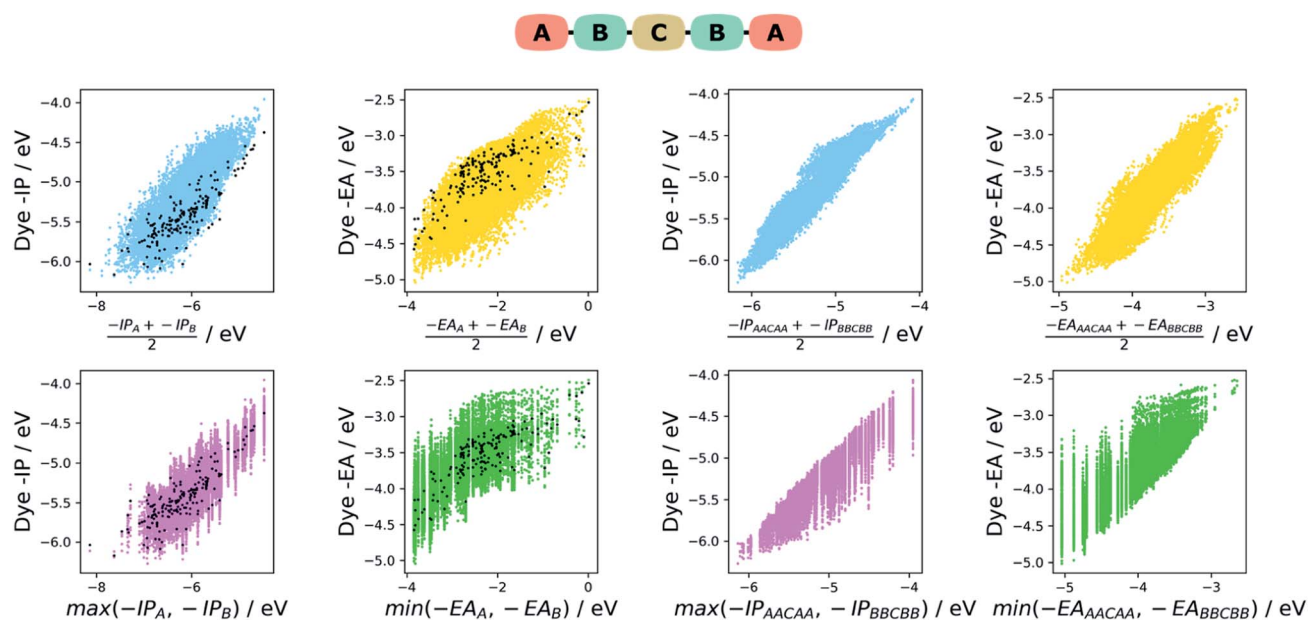 A B C B A
Dye -IP / eV
−4.0
−4.5
−5.0
−5.5
−6.0
−8 −6
−IP_A + −IP_B
2
/ eV
Dye -EA / eV
−2.5
−3.0
−3.5
−4.0
−4.5
−5.0
−4 −2 0
−EA_A + −EA_B
2
/ eV
Dye -IP / eV
−4.0
−4.5
−5.0
−5.5
−6.0
−6 −5 −4
−IP_AACAA + −IP_BBCBB
2
/ eV
Dye -EA / eV
−2.5
−3.0
−3.5
−4.0
−4.5
−5.0
−5 −4 −3
−EA_AACAA + −EA_BBCBB
2
/ eV
Dye -IP / eV
−4.0
−4.5
−5.0
−5.5
−6.0
−8 −6
max(−IP_A, −IP_B) / eV
Dye -EA / eV
−2.5
−3.0
−3.5
−4.0
−4.5
−5.0
−4 −2 0
min(−EA_A, −EA_B) / eV
Dye -IP / eV
−4.0
−4.5
−5.0
−5.5
−6.0
−6 −5 −4
max(−IP_AACAA, −IP_BBCBB) / eV
Dye -EA / eV
−2.5
−3.0
−3.5
−4.0
−4.5
−5.0
−5 −4 −3
min(−EA_AACAA, −EA_BBCBB) / eV